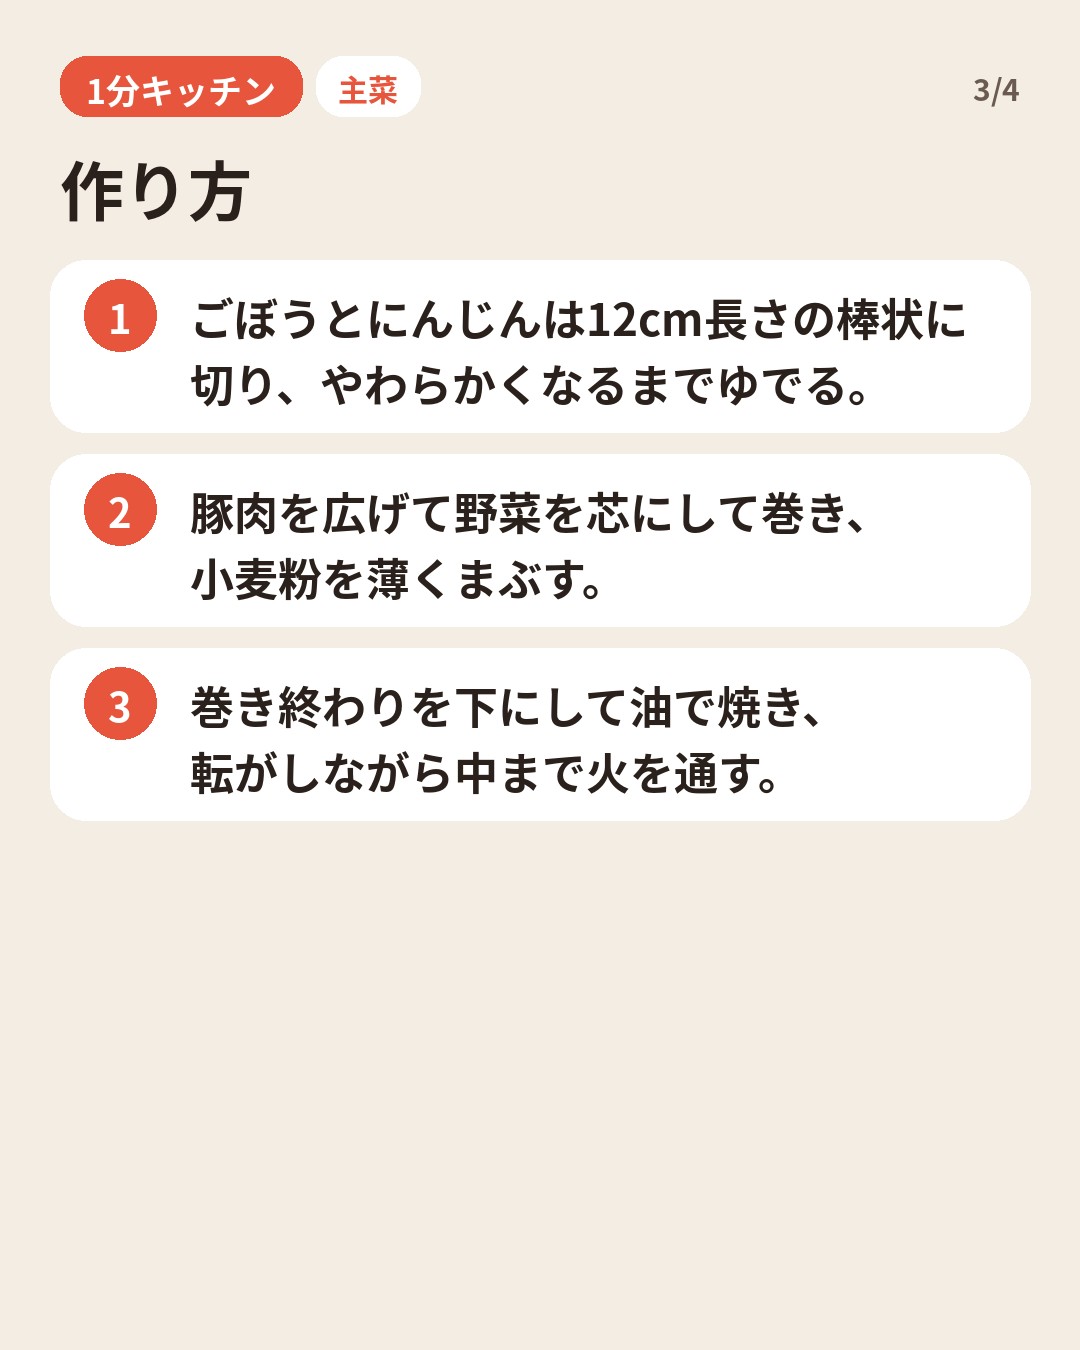 1分キッチン
主菜
3/4
作り方
1
ごぼうとにんじんは12cm長さの棒状に
切り、やわらかくなるまでゆでる。
2
豚肉を広げて野菜を芯にして巻き、
小麦粉を薄くまぶす。
3
巻き終わりを下にして油で焼き、
転がしながら中まで火を通す。